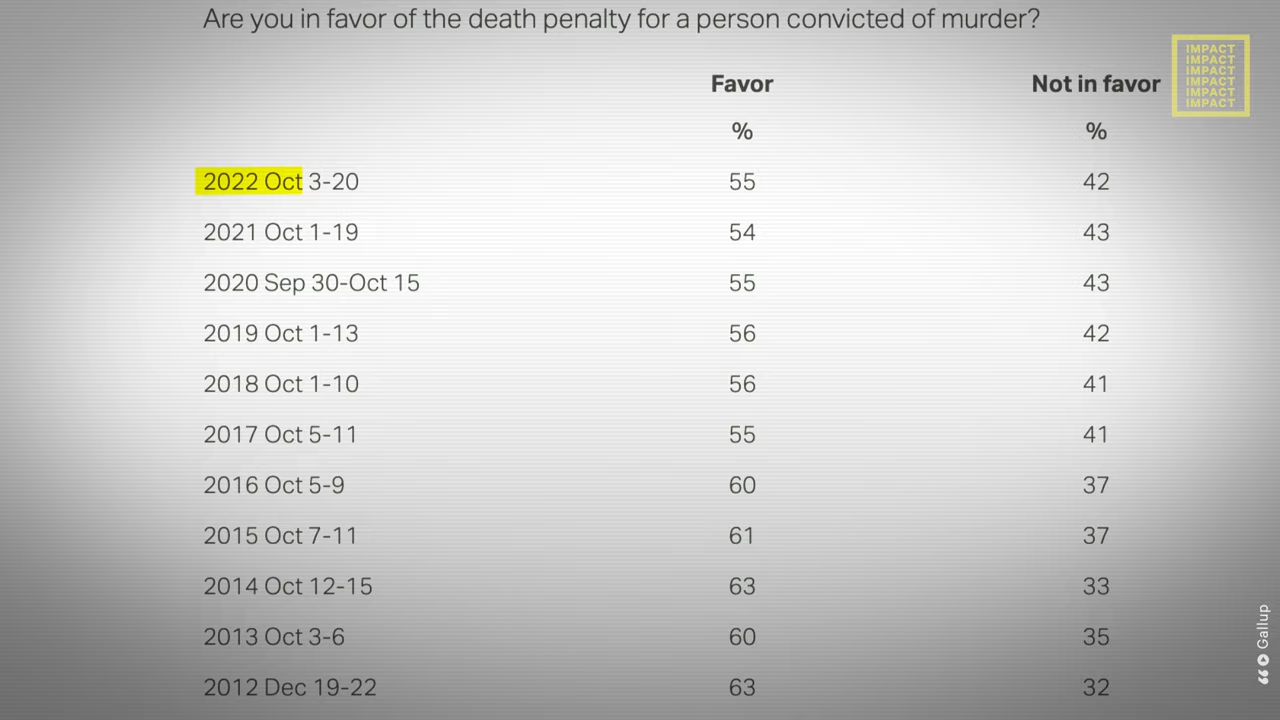 Are you in favor of the death penalty for a person convicted of murder?
IMPACT
IMPACT
IMPACT
IMPACT
IMPACT
IMPACT
Favor Not in favor
% %
2022 Oct 3-20 55 42
2021 Oct 1-19 54 43
2020 Sep 30-Oct 15 55 43
2019 Oct 1-13 56 42
2018 Oct 1-10 56 41
2017 Oct 5-11 55 41
2016 Oct 5-9 60 37
2015 Oct 7-11 61 37
2014 Oct 12-15 63 33
2013 Oct 3-6 60 35
2012 Dec 19-22 63 32
Gallup